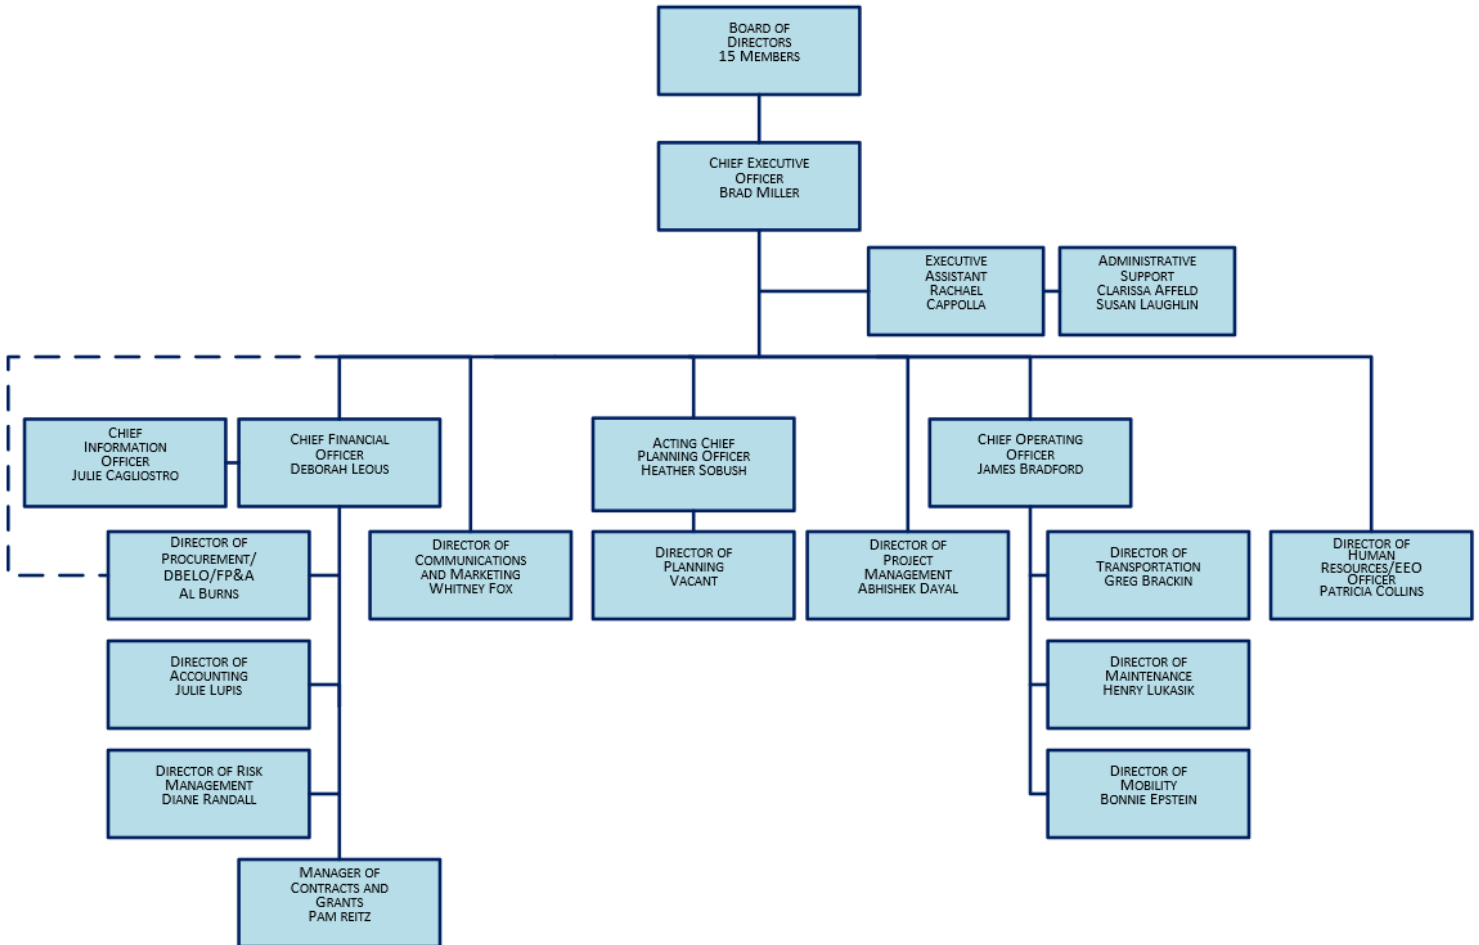 BOARD OF
DIRECTORS
15 MEMBERS
CHIEF EXECUTIVE
OFFICER
BRAD MILLER
EXECUTIVE
ASSISTANT
RACHAEL
CAPPOLLA
ADMINISTRATIVE
SUPPORT
CLARISSA AFFELD
SUSAN LAUGHLIN
CHIEF
INFORMATION
OFFICER
JULIE CAGLIOSTRO
CHIEF FINANCIAL
OFFICER
DEBORAH LEOUS
ACTING CHIEF
PLANNING OFFICER
HEATHER SOBUSH
CHIEF OPERATING
OFFICER
JAMES BRADFORD
DIRECTOR OF
PROCUREMENT/
DBELO/FP&A
AL BURNS
DIRECTOR OF
COMMUNICATIONS
AND MARKETING
WHITNEY FOX
DIRECTOR OF
PLANNING
VACANT
DIRECTOR OF
PROJECT
MANAGEMENT
ABHISHEK DAYAL
DIRECTOR OF
TRANSPORTATION
GREG BRACKIN
DIRECTOR OF
HUMAN
RESOURCES/EEO
OFFICER
PATRICIA COLLINS
DIRECTOR OF
ACCOUNTING
JULIE LUPIS
DIRECTOR OF
MAINTENANCE
HENRY LUKASIK
DIRECTOR OF RISK
MANAGEMENT
DIANE RANDALL
DIRECTOR OF
MOBILITY
BONNIE EPSTEIN
MANAGER OF
CONTRACTS AND
GRANTS
PAM REITZ